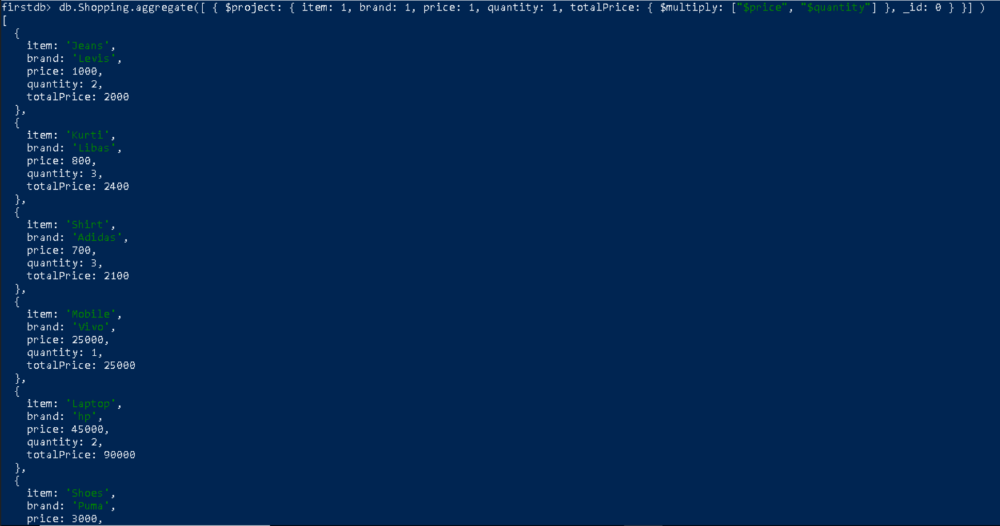 firstdb> db.Shopping.aggregate([ { $project: { item: 1, brand: 1, price: 1, quantity: 1, totalPrice: { $multiply: ["$price", "$quantity"] }, _id: 0 } }] )
[
  {
    item: 'Jeans',
    brand: 'Levis',
    price: 1000,
    quantity: 2,
    totalPrice: 2000
  },
  {
    item: 'Kurti',
    brand: 'Libas',
    price: 800,
    quantity: 3,
    totalPrice: 2400
  },
  {
    item: 'Shirt',
    brand: 'Adidas',
    price: 700,
    quantity: 3,
    totalPrice: 2100
  },
  {
    item: 'Mobile',
    brand: 'Vivo',
    price: 25000,
    quantity: 1,
    totalPrice: 25000
  },
  {
    item: 'Laptop',
    brand: 'hp',
    price: 45000,
    quantity: 2,
    totalPrice: 90000
  },
  {
    item: 'Shoes',
    brand: 'Puma',
    price: 3000,